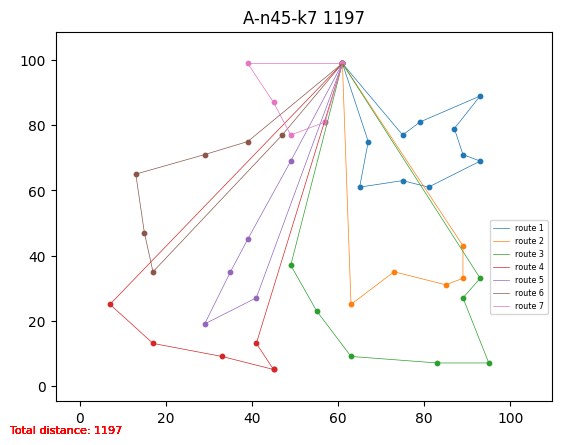 A-n45-k7 1197
100
80
60
40
20
0
route 1
route 2
route 3
route 4
route 5
route 6
route 7
0 20 40 60 80 100
Total distance: 1197